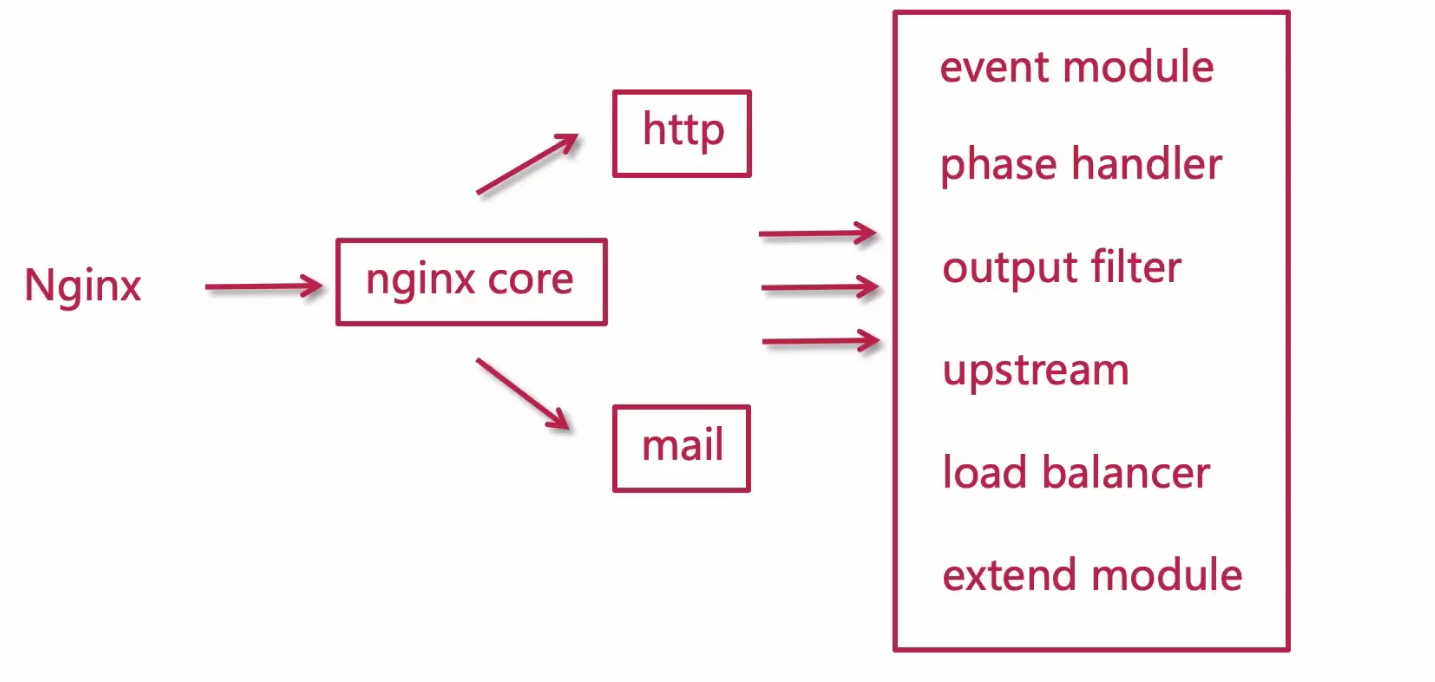 Nginx
nginx core
http
mail
event module
phase handler
output filter
upstream
load balancer
extend module